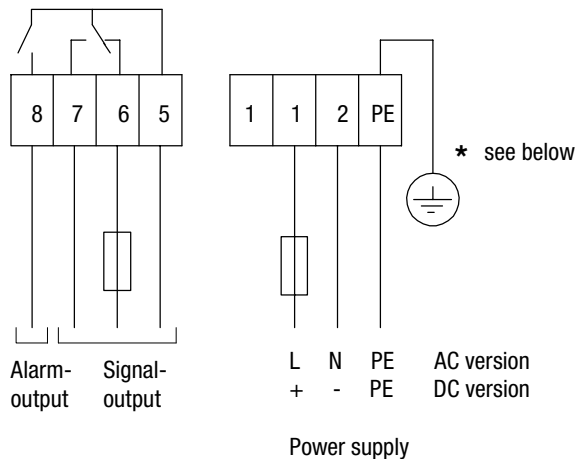 8 7 6 5
1 1 2 PE
* see below
L N PE AC version
+ - PE DC version
Alarm-
output
Signal-
output
Power supply